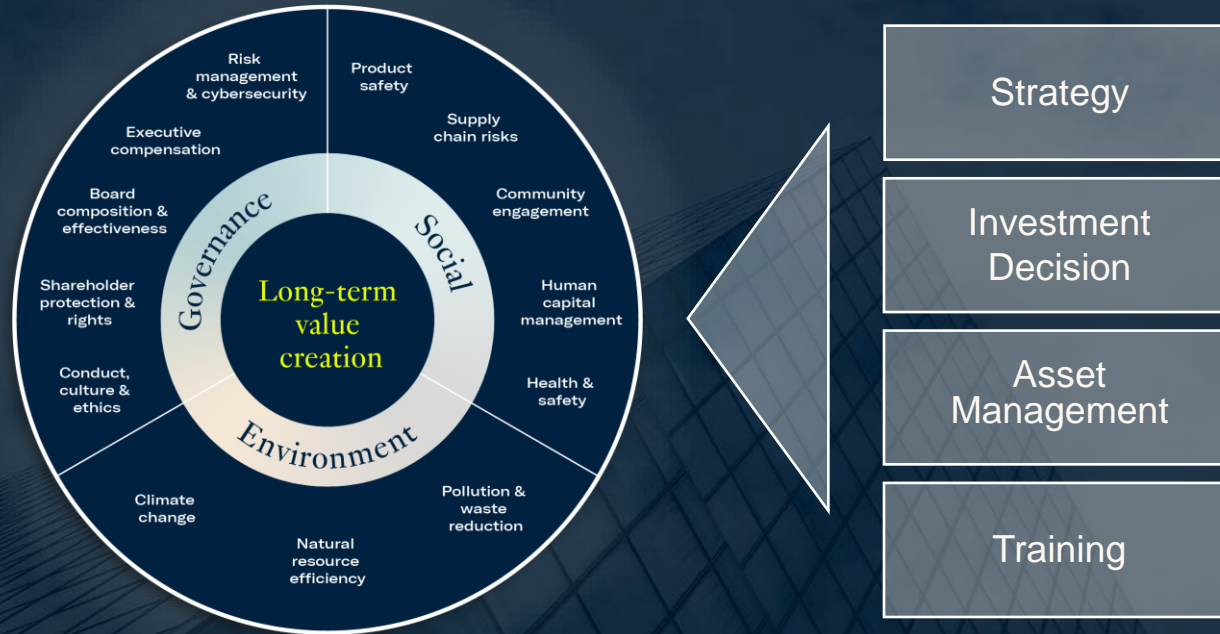 Risk
management
& cybersecurity
Executive
compensation
Board
composition &
effectiveness
Shareholder
protection &
rights
Conduct,
culture &
ethics
Product
safety
Supply
chain risks
Community
engagement
Human
capital
management
Health &
safety
Climate
change
Natural
resource
efficiency
Pollution &
waste
reduction
Governance
Social
Environment
Long-term
value
creation
Strategy
Investment
Decision
Asset
Management
Training